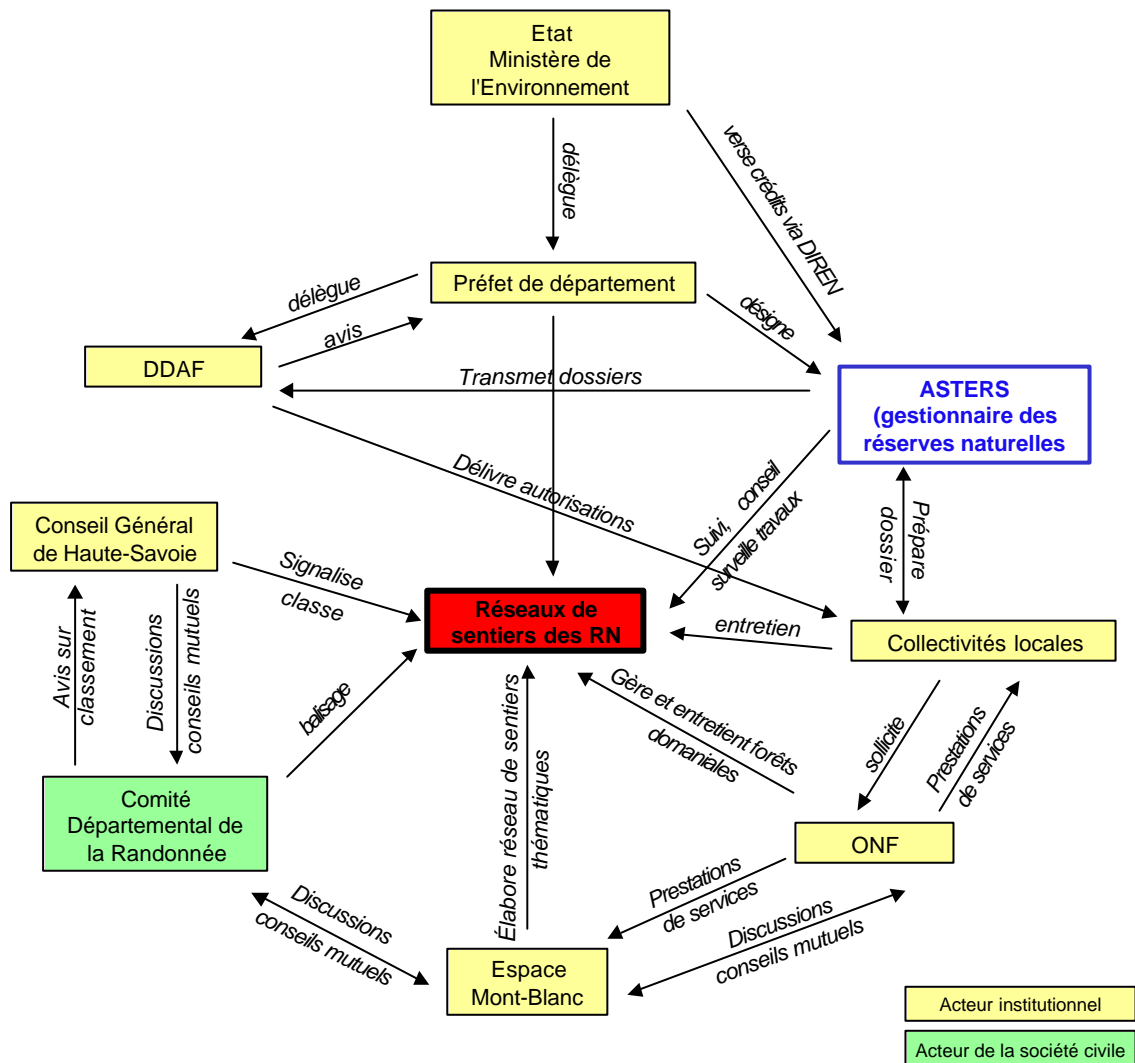 Etat
Ministère de
l'Environnement
délègue
verse crédits via DIREN
Préfet de département
délègue
avis
désigne
DDAF
Transmet dossiers
ASTERS
(gestionnaire des
réserves naturelles
Délivre autorisations
Suivi, conseil
surveille travaux
Prépare
dossier
Conseil Général
de Haute-Savoie
Signalise
classe
Réseaux de
sentiers des RN
entretien
Collectivités locales
Avis sur
classement
Discussions
conseils mutuels
balisage
Gère et entretient forêts
domaniales
sollicite
Prestations
de services
Élabore réseau de sentiers
thématiques
Comité
Départemental de
la Randonnée
ONF
Prestations
de services
Discussions
conseils mutuels
Discussions
conseils mutuels
Espace
Mont-Blanc
Acteur institutionnel
Acteur de la société civile